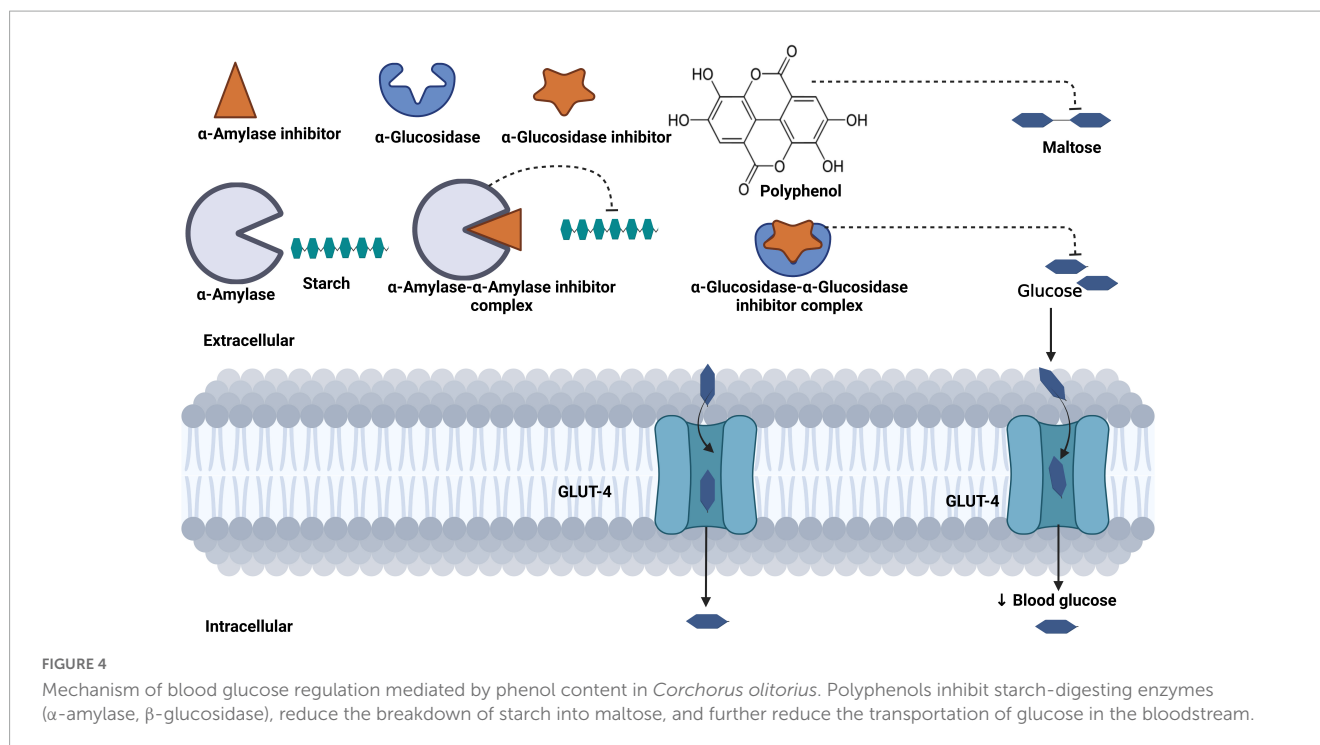 α-Amylase inhibitor
α-Glucosidase
α-Glucosidase inhibitor
HO
O
O
HO
OH
O
O
OH
Polyphenol
Maltose
α-Amylase
Starch
α-Amylase-α-Amylase inhibitor
complex
α-Glucosidase-α-Glucosidase
inhibitor complex
Glucose
Extracellular
GLUT-4
GLUT-4
↓ Blood glucose
Intracellular
FIGURE 4
Mechanism of blood glucose regulation mediated by phenol content in Corchorus olitorius. Polyphenols inhibit starch-digesting enzymes
(α-amylase, β-glucosidase), reduce the breakdown of starch into maltose, and further reduce the transportation of glucose in the bloodstream.